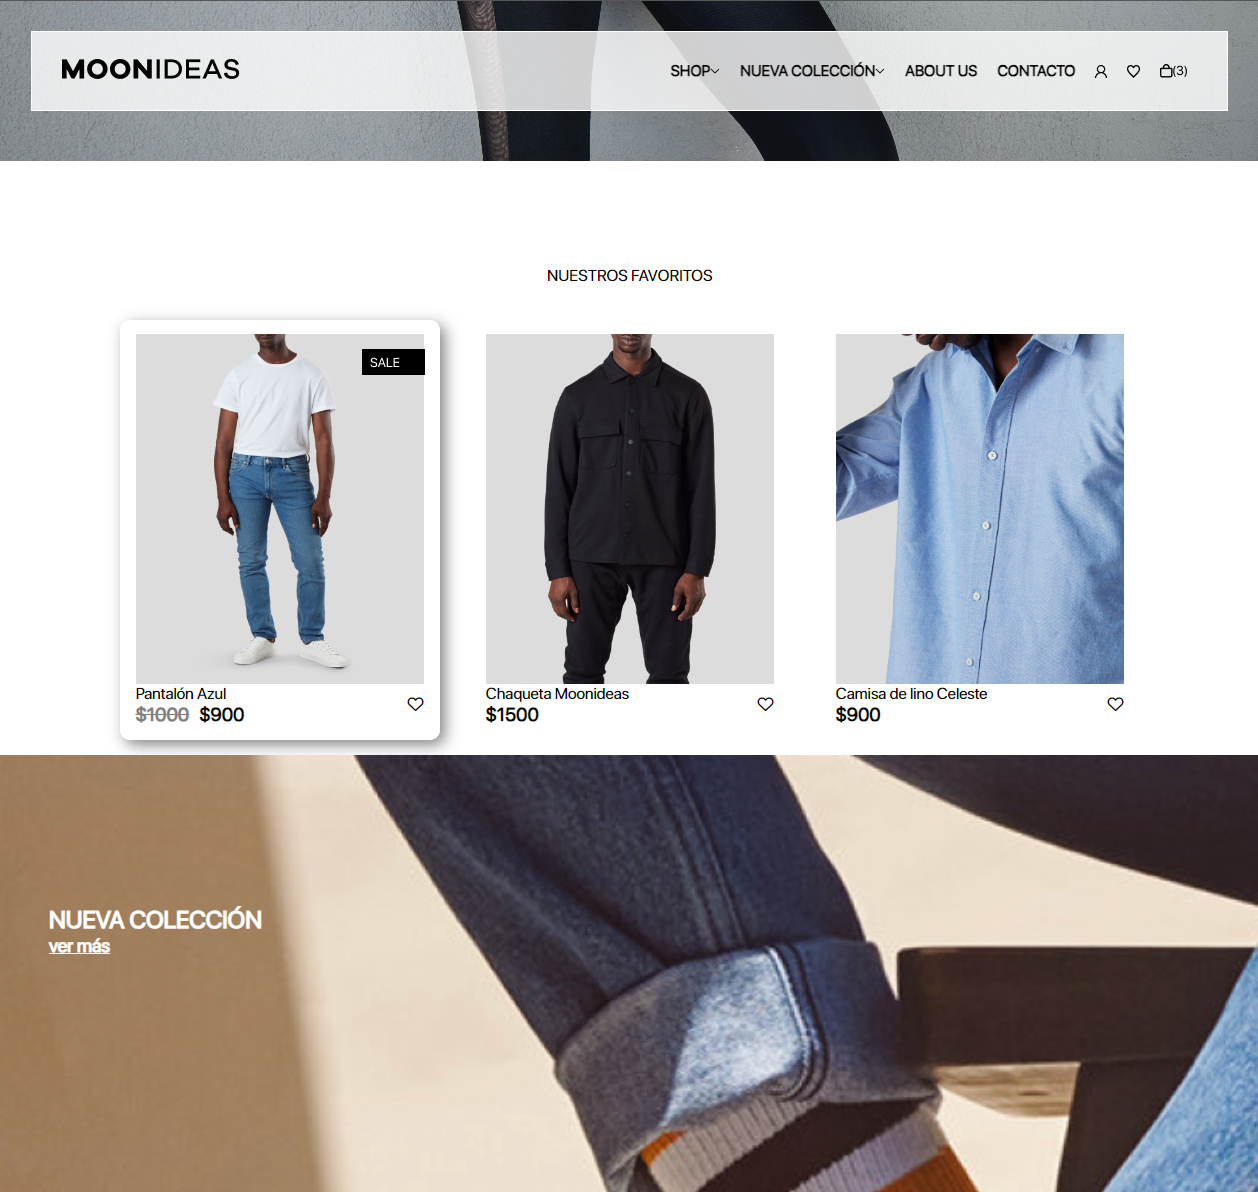 MOONIDEAS
SHOP NUEVA COLECCIÓN ABOUT US CONTACTO (3)
NUESTROS FAVORITOS
SALE
Pantalón Azul
$1000 $900
Chaqueta Moonideas
$1500
Camisa de lino Celeste
$900
NUEVA COLECCIÓN
ver más